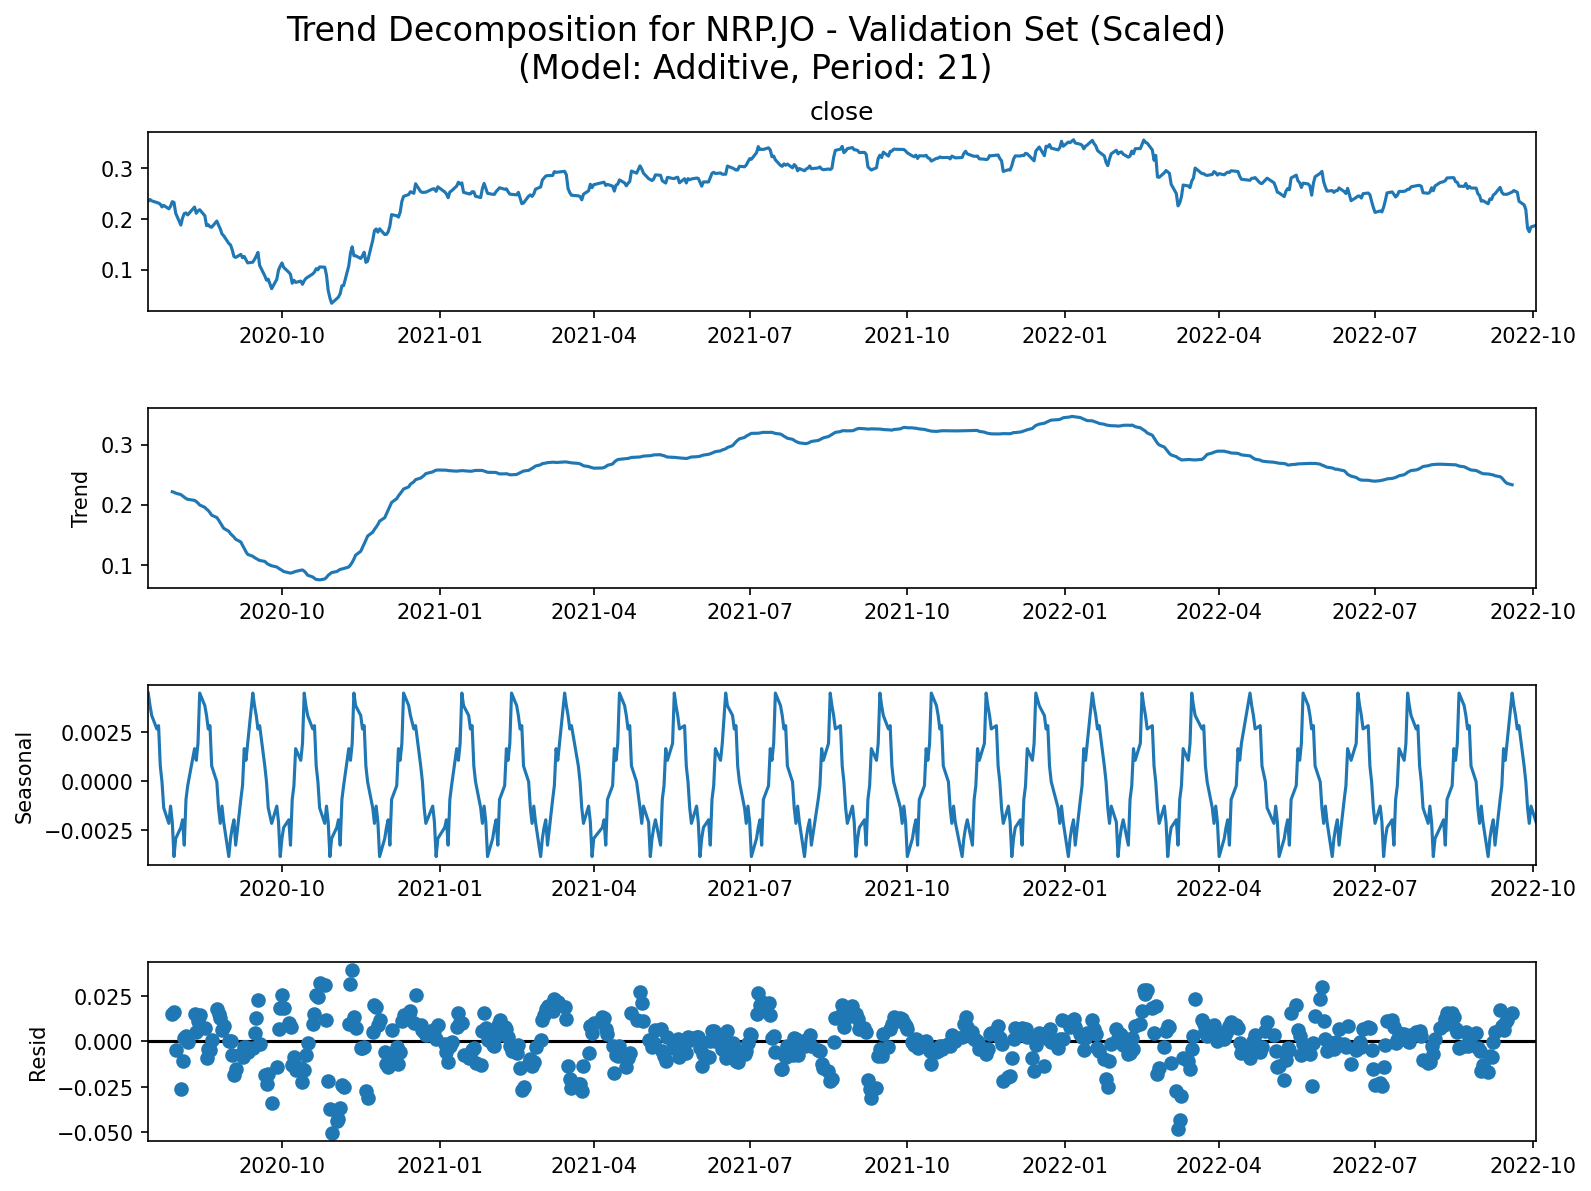 Trend Decomposition for NRP.JO - Validation Set (Scaled)
(Model: Additive, Period: 21)
close
0.3
0.2
0.1
2020-10 2021-01 2021-04 2021-07 2021-10 2022-01 2022-04 2022-07 2022-10
Trend
0.3
0.2
0.1
2020-10 2021-01 2021-04 2021-07 2021-10 2022-01 2022-04 2022-07 2022-10
Seasonal
0.0025
0.0000
−0.0025
2020-10 2021-01 2021-04 2021-07 2021-10 2022-01 2022-04 2022-07 2022-10
Resid
0.025
0.000
−0.025
−0.050
2020-10 2021-01 2021-04 2021-07 2021-10 2022-01 2022-04 2022-07 2022-10